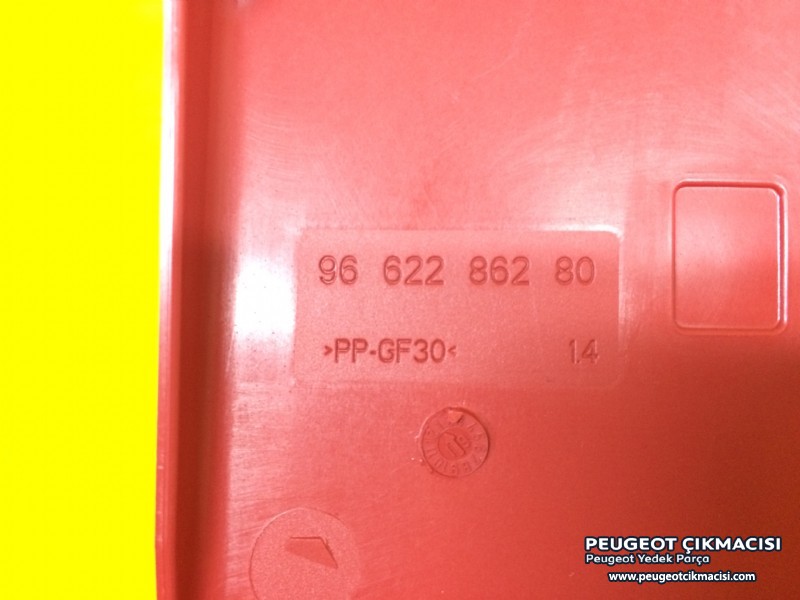 96 622 862 80
>PP-GF30< 14
PEUGEOT ÇIKMACISI
Peugeot Yedek Parça
www.peugeotcikmacisi.com